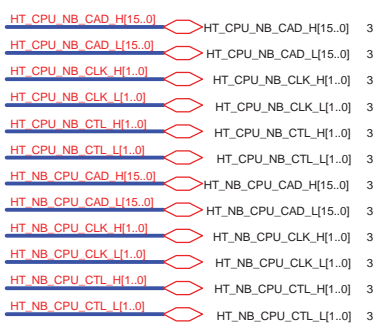 HT_CPU_NB_CAD_H[15..0] HT_CPU_NB_CAD_H[15..0] 3
HT_CPU_NB_CAD_L[15..0] HT_CPU_NB_CAD_L[15..0] 3
HT_CPU_NB_CLK_H[1..0] HT_CPU_NB_CLK_H[1..0] 3
HT_CPU_NB_CLK_L[1..0] HT_CPU_NB_CLK_L[1..0] 3
HT_CPU_NB_CTL_H[1..0] HT_CPU_NB_CTL_H[1..0] 3
HT_CPU_NB_CTL_L[1..0] HT_CPU_NB_CTL_L[1..0] 3
HT_NB_CPU_CAD_H[15..0] HT_NB_CPU_CAD_H[15..0] 3
HT_NB_CPU_CAD_L[15..0] HT_NB_CPU_CAD_L[15..0] 3
HT_NB_CPU_CLK_H[1..0] HT_NB_CPU_CLK_H[1..0] 3
HT_NB_CPU_CLK_L[1..0] HT_NB_CPU_CLK_L[1..0] 3
HT_NB_CPU_CTL_H[1..0] HT_NB_CPU_CTL_H[1..0] 3
HT_NB_CPU_CTL_L[1..0] HT_NB_CPU_CTL_L[1..0] 3